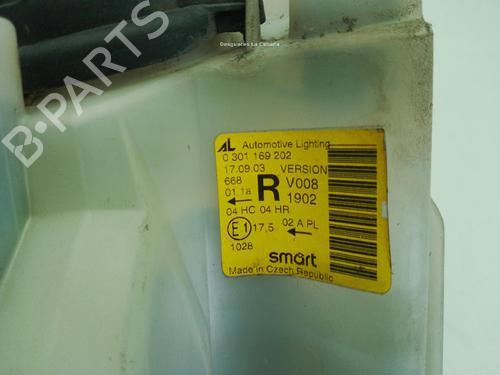 Desguaces La Cabaña
B-PARTS
AL Automotive Lighting
0 301 169 202
17.09.03 VERSION
668 R V008
01 1a 1902
04 HC 04 HR
E1 17,5 02 A PL
1028
smart
Made in Czech Republic